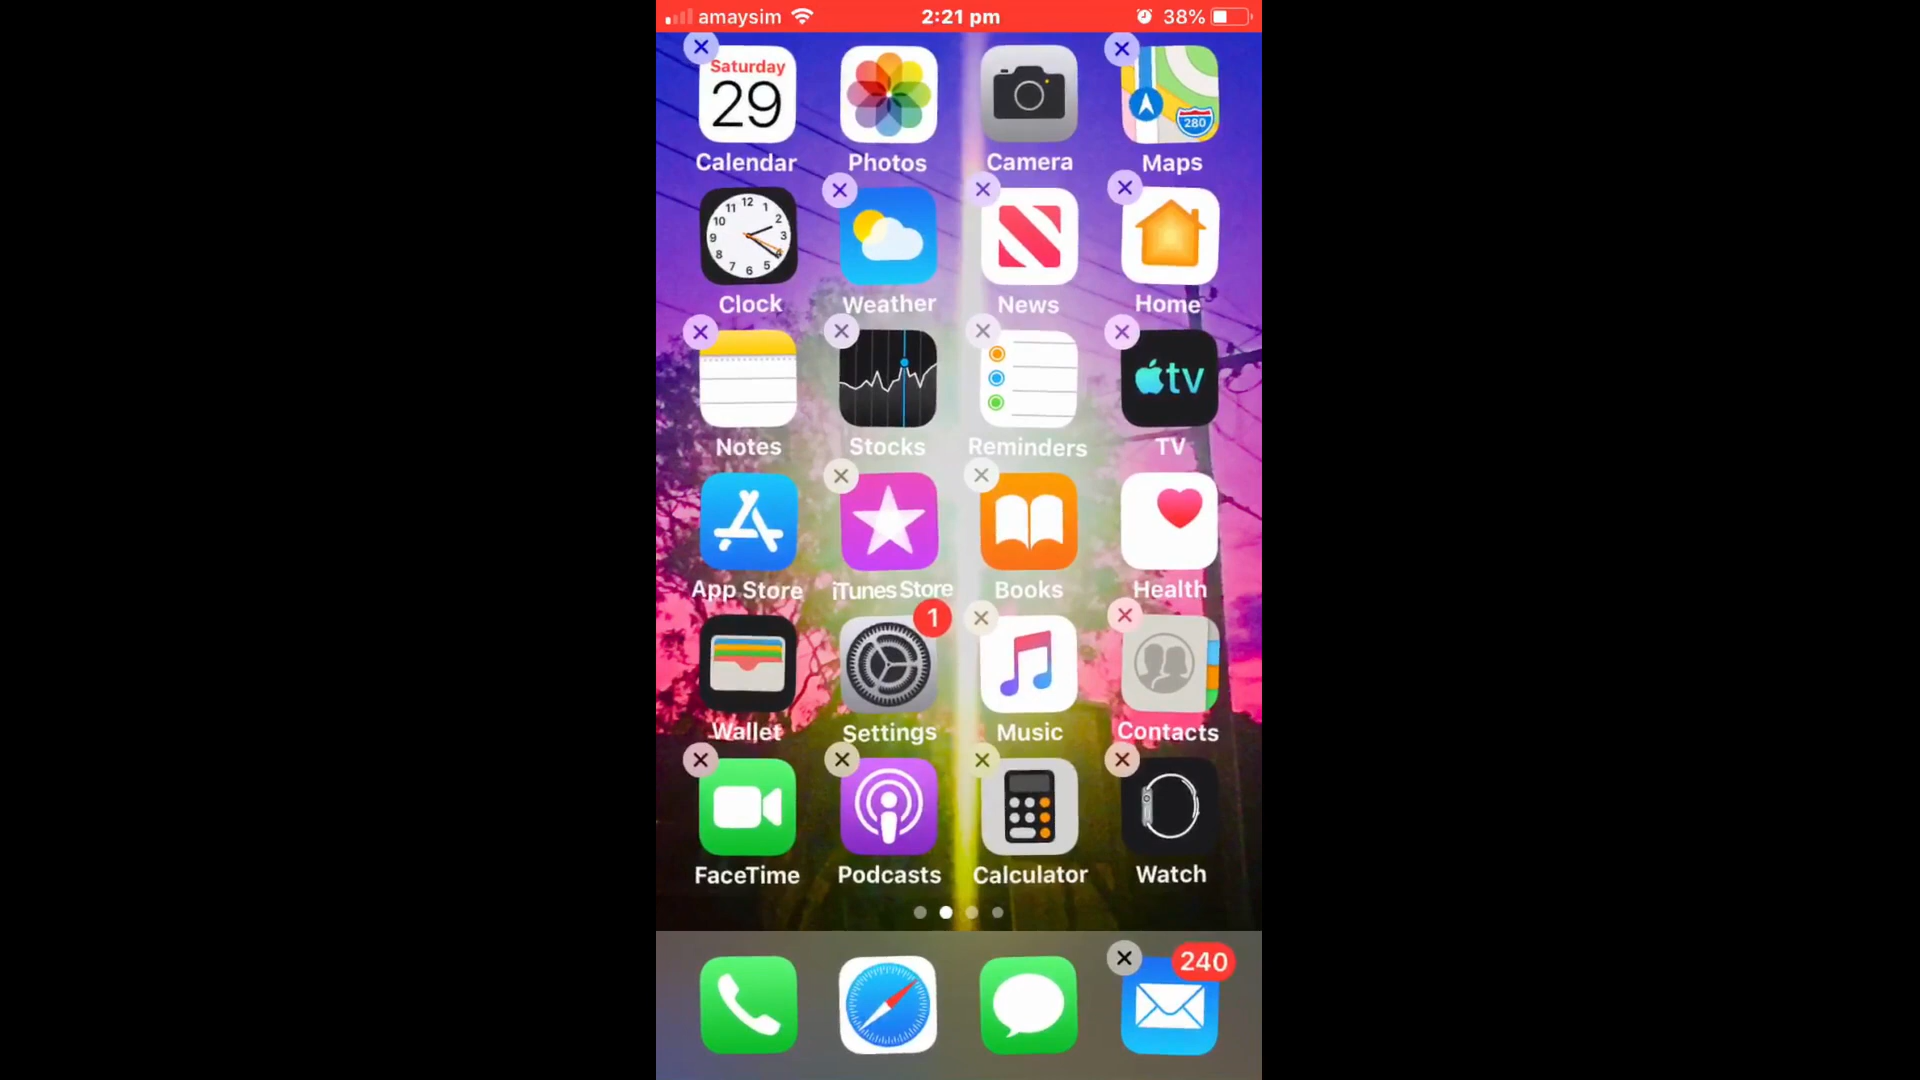 amaysim 2:21 pm 38%
Saturday
29
280
Calendar Photos Camera Maps
12
11 1
10 2
9 3
8 4
7 5
6
Clock Weather News Home
tv
Notes Stocks Reminders TV
App Store iTunes Store Books Health
1
Wallet Settings Music Contacts
FaceTime Podcasts Calculator Watch
240